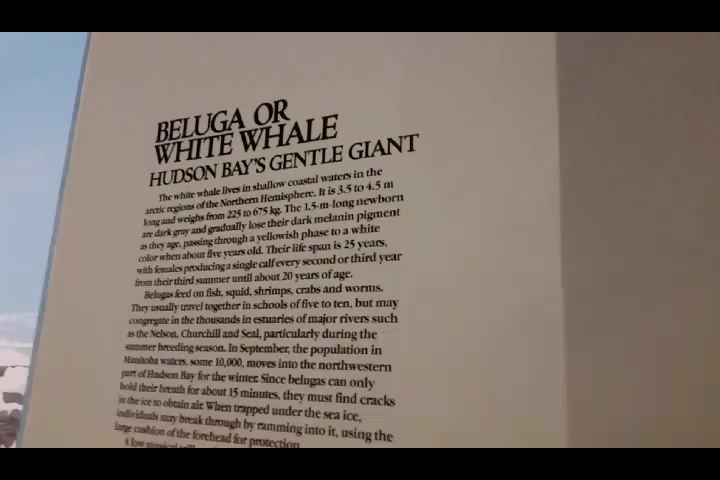 BELUGA OR
WHITE WHALE
HUDSON BAY'S GENTLE GIANT
The white whale lives in shallow coastal waters in the
arctic regions of the Northern Hemisphere. It is 3.5 to 4.5 m
long and weighs from 225 to 675 kg. The 1.5-m-long newborn
are dark gray and gradually lose their dark melanin pigment
as they age, passing through a yellowish phase to a white
color when about five years old. Their life span is 25 years,
with females producing a single calf every second or third year
from their third summer until about 20 years of age.
Belugas feed on fish, squid, shrimps, crabs and worms.
They usually travel together in schools of five to ten, but may
congregate in the thousands in estuaries of major rivers such
as the Nelson, Churchill and Seal, particularly during the
summer breeding season. In September, the population in
Manitoba waters, some 10,000, moves into the northwestern
part of Hudson Bay for the winter. Since belugas can only
hold their breath for about 15 minutes, they must find cracks
in the ice to obtain air. When trapped under the sea ice,
individuals may break through by ramming into it, using the
large cushion of the forehead for protection.
A low musical